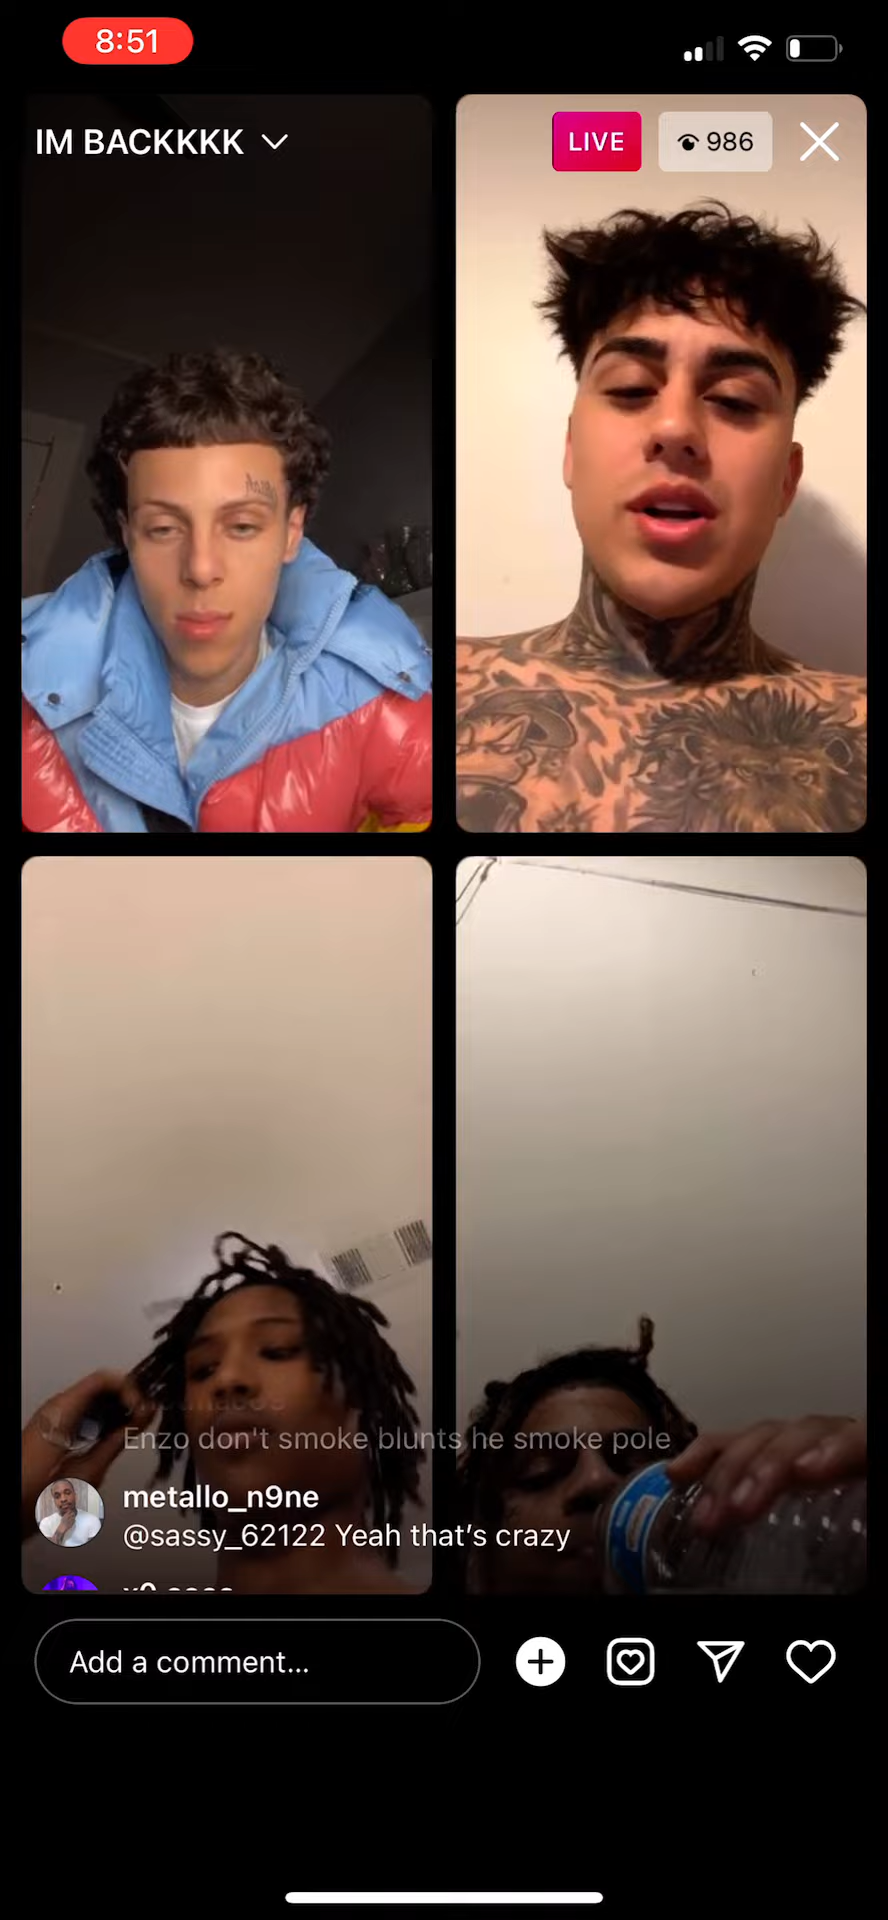 8:51
IM BACKKKK
LIVE
986
Enzo don't smoke blunts he smoke pole
metallo_n9ne
@sassy_62122 Yeah that's crazy
Add a comment...